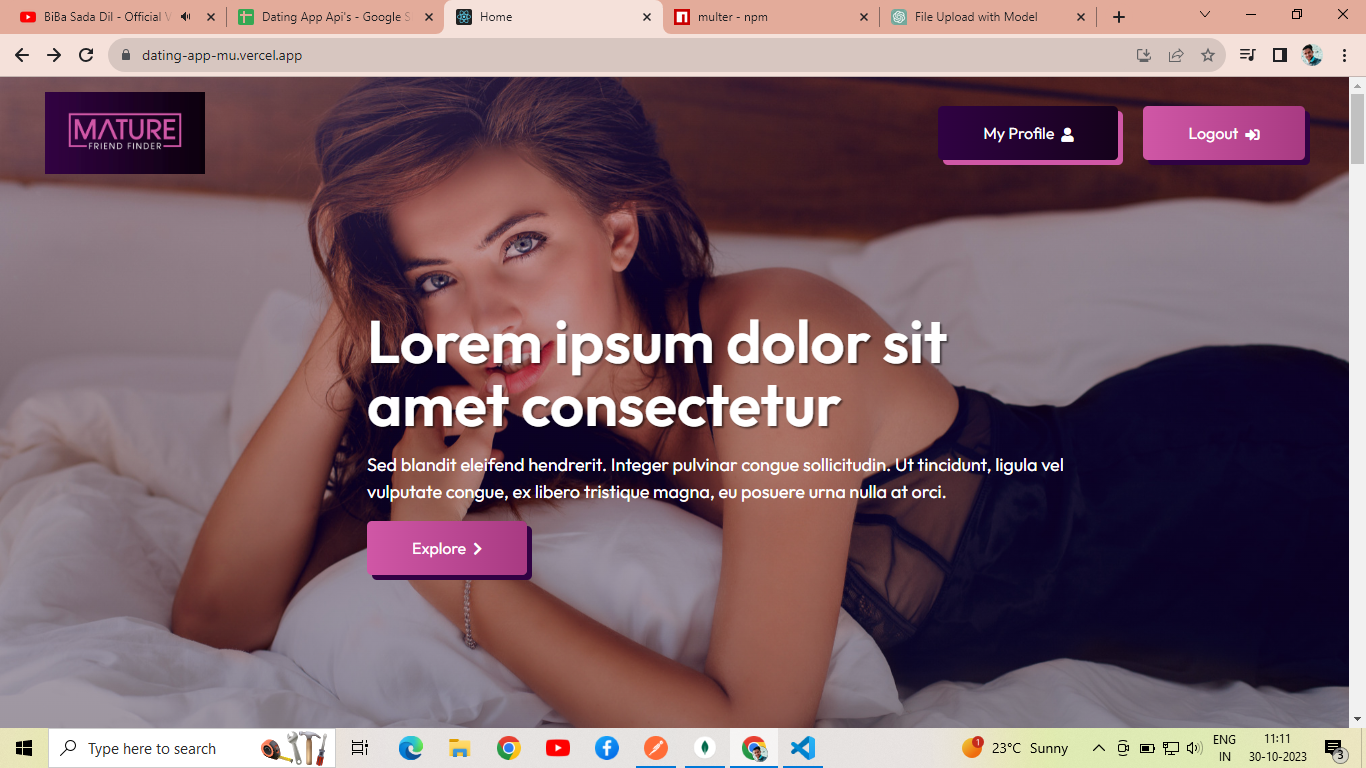 BiBa Sada Dil - Official V
Dating App Api's - Google S
Home
multer - npm
File Upload with Model
dating-app-mu.vercel.app
MATURE
FRIEND FINDER
My Profile
Logout
Lorem ipsum dolor sit
amet consectetur
Sed blandit eleifend hendrerit. Integer pulvinar congue sollicitudin. Ut tincidunt, ligula vel
vulputate congue, ex libero tristique magna, eu posuere urna nulla at orci.
Explore
Type here to search
1
23°C Sunny
ENG
IN
11:11
30-10-2023
3